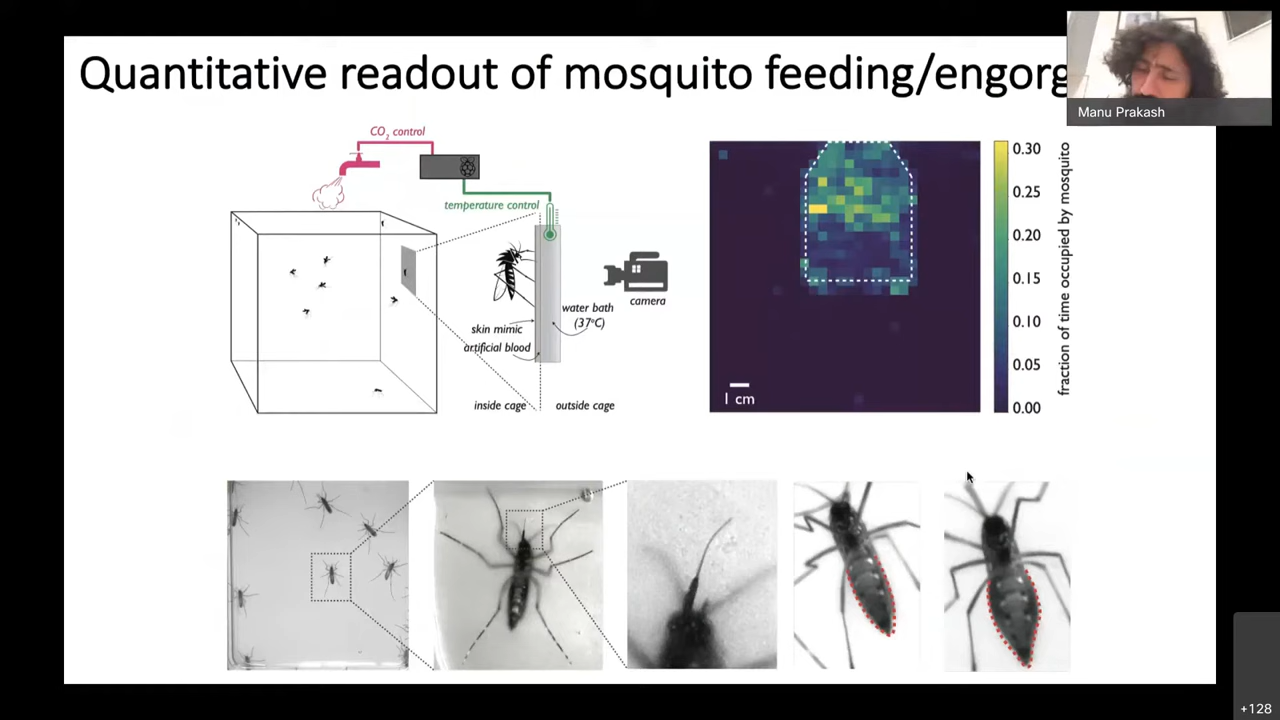 Quantitative readout of mosquito feeding/engorg
Manu Prakash
CO2 control
temperature control
camera
water bath
(37°C)
skin mimic
artificial blood
inside cage
outside cage
1 cm
0.30
0.25
0.20
0.15
0.10
0.05
0.00
fraction of time occupied by mosquito
+128